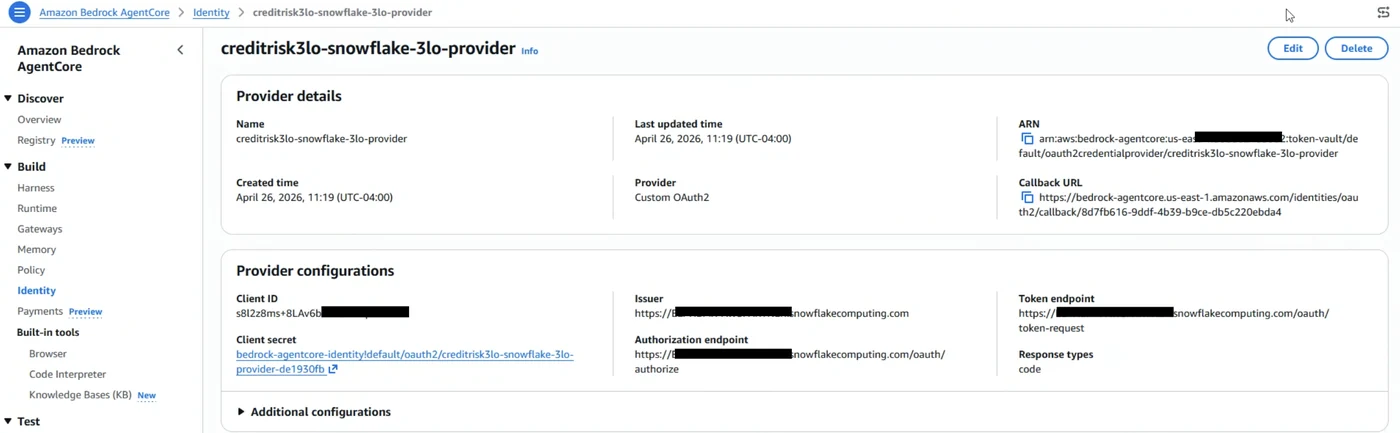 Amazon Bedrock AgentCore > Identity > creditrisk3lo-snowflake-3lo-provider
Amazon Bedrock
AgentCore
Discover
Overview
Registry Preview
Build
Harness
Runtime
Gateways
Memory
Policy
Identity
Payments Preview
Built-in tools
Browser
Code Interpreter
Knowledge Bases (KB) New
Test
creditrisk3lo-snowflake-3lo-provider Info
Edit
Delete
Provider details
Name
creditrisk3lo-snowflake-3lo-provider
Last updated time
April 26, 2026, 11:19 (UTC-04:00)
ARN
arn:aws:bedrock-agentcore:us-eas 2:token-vault/de
fault/oauth2credentialprovider/creditrisk3lo-snowflake-3lo-provider
Created time
April 26, 2026, 11:19 (UTC-04:00)
Provider
Custom OAuth2
Callback URL
https://bedrock-agentcore.us-east-1.amazonaws.com/identities/oau
th2/callback/8d7fb616-9ddf-4b39-b9ce-db5c220ebda4
Provider configurations
Client ID
s8l2z8ms+8LAv6b
Issuer
https:// snowflakecomputing.com
Token endpoint
https:// snowflakecomputing.com/oauth/
token-request
Client secret
bedrock-agentcore-identity!default/oauth2/creditrisk3lo-snowflake-3lo-
provider-de1930fb
Authorization endpoint
https:// snowflakecomputing.com/oauth/
authorize
Response types
code
Additional configurations